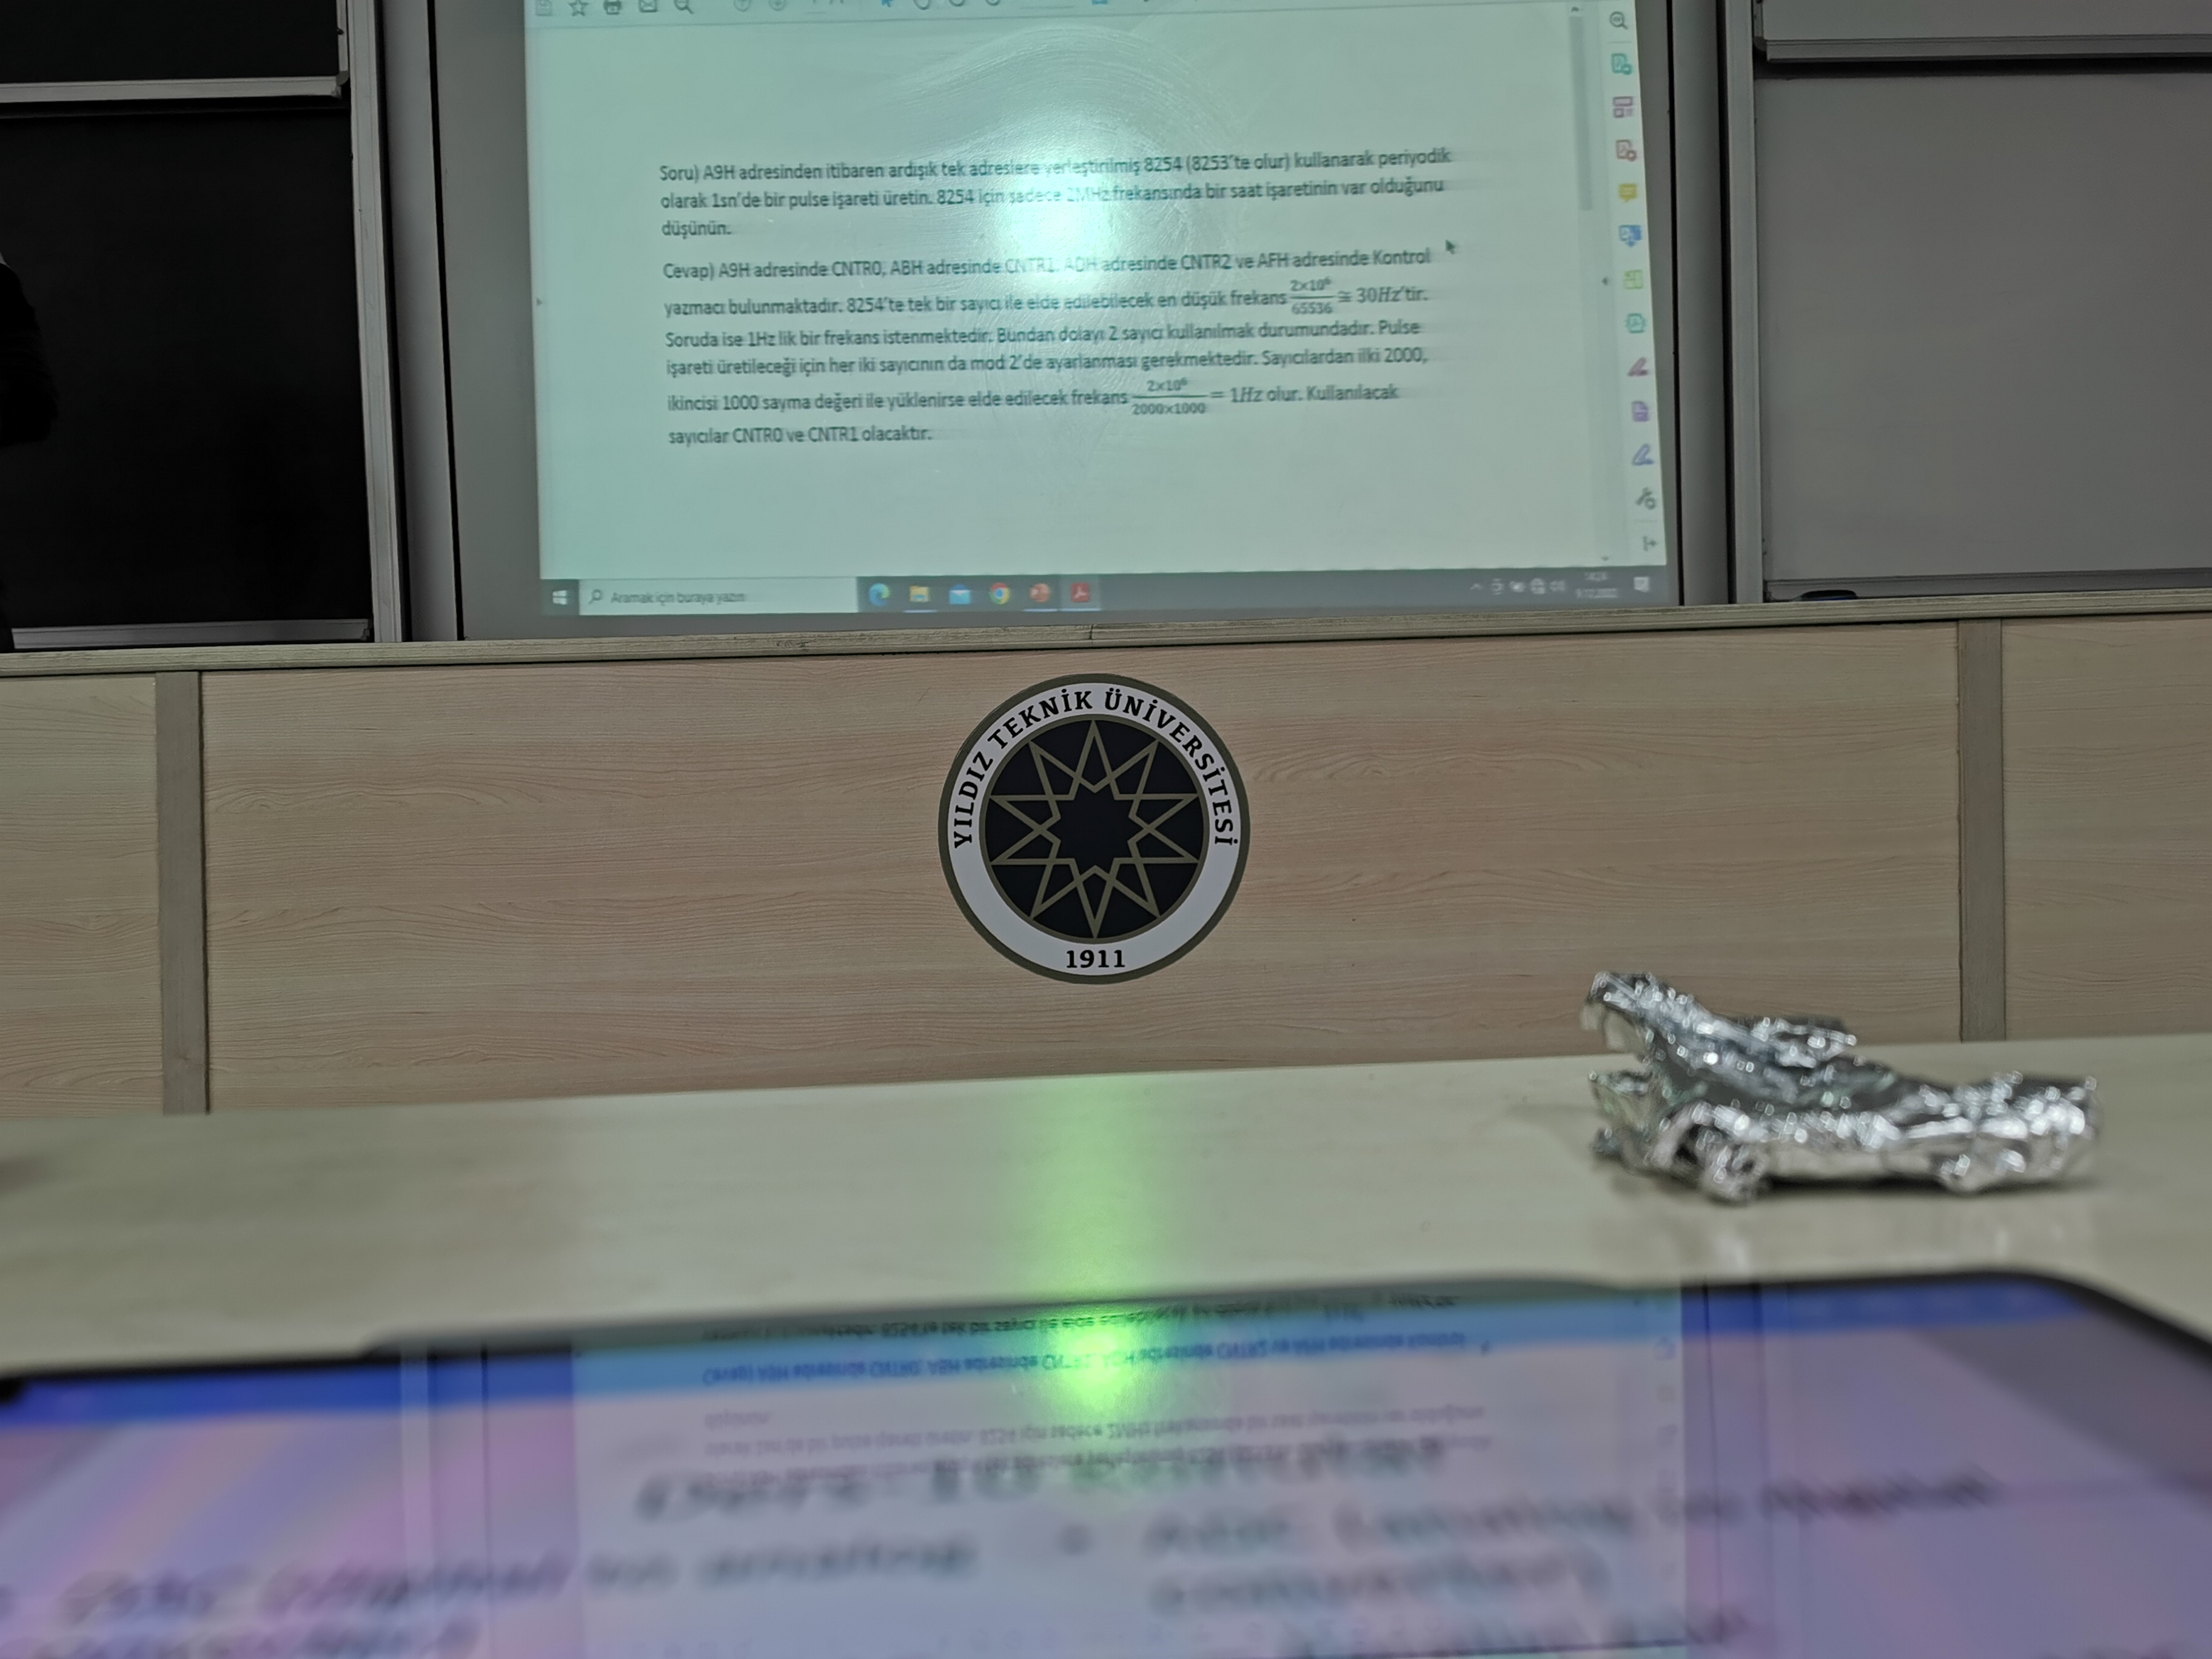 Soru) A9H adresinden itibaren ardışık tek adreslere yerleştirilmiş 8254 (8253'te olur) kullanarak periyodik
olarak 1sn'de bir pulse işareti üretin. 8254 için sadece 2MHz frekansında bir saat işaretinin var olduğunu
düşünün.
Cevap) A9H adresinde CNTR0, ABH adresinde CNTR1, ADH adresinde CNTR2 ve AFH adresinde Kontrol
yazmacı bulunmaktadır. 8254'te tek bir sayıcı ile elde edilebilecek en düşük frekans 2×10⁶/65536 ≅ 30Hz'tir.
Soruda ise 1Hz lik bir frekans istenmektedir. Bundan dolayı 2 sayıcı kullanılmak durumundadır. Pulse
işareti üretileceği için her iki sayıcının da mod 2'de ayarlanması gerekmektedir. Sayıcılardan ilki 2000,
ikincisi 1000 sayma değeri ile yüklenirse elde edilecek frekans 2×10⁶/2000×1000 = 1Hz olur. Kullanılacak
sayıcılar CNTR0 ve CNTR1 olacaktır.
Aramak için buraya yazın
YILDIZ TEKNİK ÜNİVERSİTESİ
1911